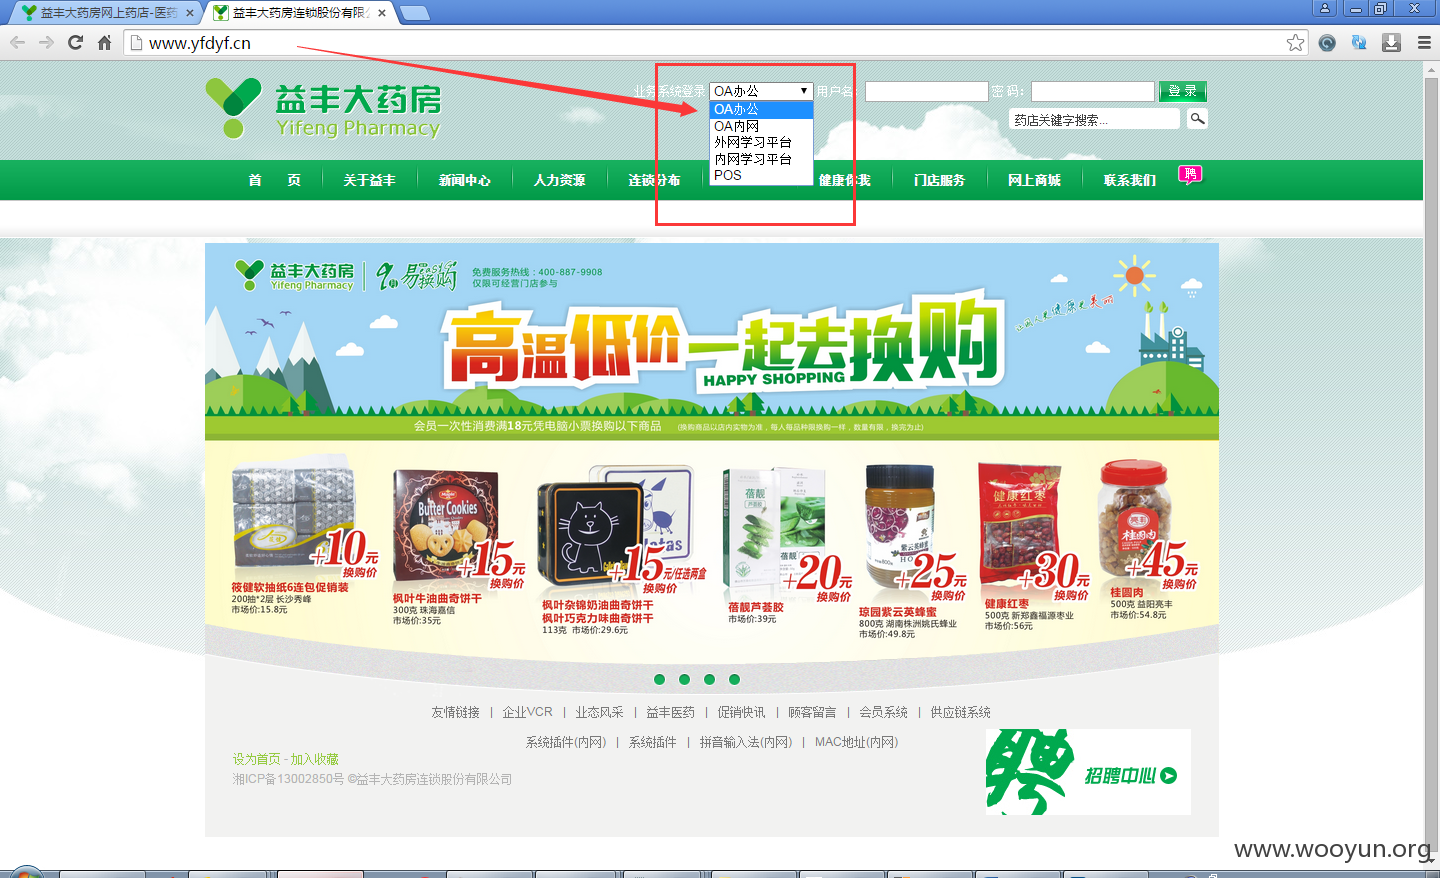 益丰大药房网上药店-医药
益丰大药房连锁股份有限公
www.yfdyf.cn
益丰大药房
Yifeng Pharmacy
业务系统登录 OA办公 用户名: 密 码: 登 录
OA办公
OA内网
外网学习平台
内网学习平台
POS
药店关键字搜索...
首 页 关于益丰 新闻中心 人力资源 连锁分布 健康你我 门店服务 网上商城 联系我们 聘
益丰大药房
Yifeng Pharmacy
easy
易换购
免费服务热线：400-887-9908
仅限可经营门店参与
高温低价一起去换购
HAPPY SHOPPING
会员一次性消费满18元凭电脑小票换购以下商品 (换购商品以店内实物为准，每人每品种限换购一样，数量有限，换完为止)
Butter Cookies
+10元
换购价
+15元
换购价
+15元/任选两盒
换购价
+20元
换购价
+25元
换购价
+30元
换购价
+45元
换购价
筱健软抽纸6连包促销装
200抽*2层 长沙秀峰
市场价:15.8元
枫叶牛油曲奇饼干
300克 珠海嘉信
市场价:35元
枫叶杂锦奶油曲奇饼干
枫叶巧克力味曲奇饼干
113克 市场价:29.6元
蓓靓芦荟胶
市场价:39元
琼园紫云英蜂蜜
800克 湖南株洲姚氏蜂业
市场价:49.8元
健康红枣
500克 新郑鑫福源枣业
市场价:56元
桂圆肉
500克 益阳亮丰
市场价:54.8元
友情链接 | 企业VCR | 业态风采 | 益丰医药 | 促销快讯 | 顾客留言 | 会员系统 | 供应链系统
系统插件(内网) | 系统插件 | 拼音输入法(内网) | MAC地址(内网)
设为首页 - 加入收藏
湘ICP备13002850号 ©益丰大药房连锁股份有限公司
聘
招聘中心
www.wooyun.org